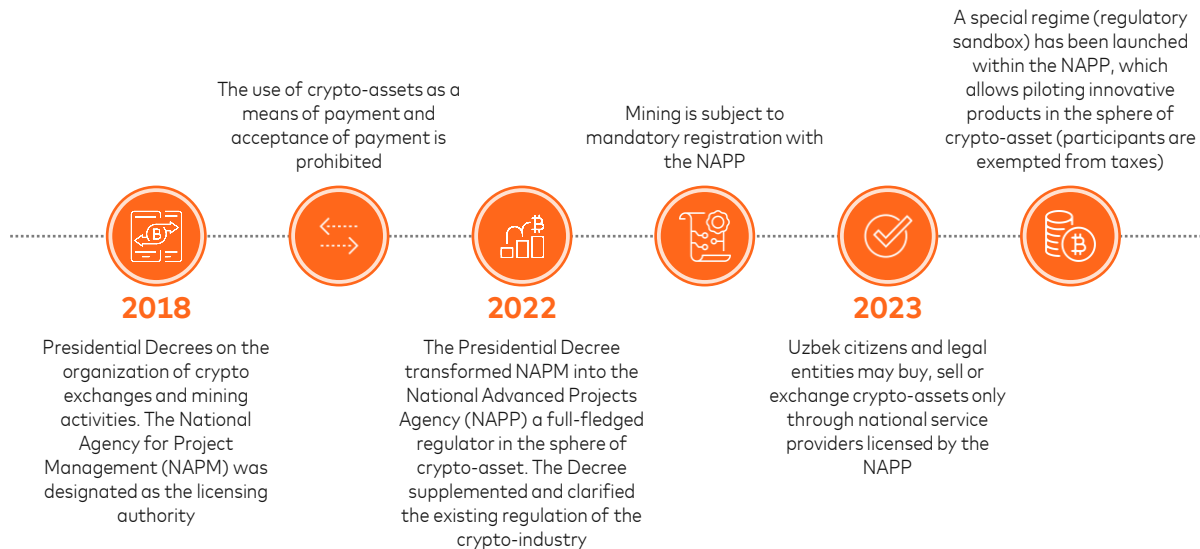 The use of crypto-assets as a
means of payment and
acceptance of payment is
prohibited
Mining is subject to
mandatory registration with
the NAPP
A special regime (regulatory
sandbox) has been launched
within the NAPP, which
allows piloting innovative
products in the sphere of
crypto-asset (participants are
exempted from taxes)
2018
Presidential Decrees on the
organization of crypto
exchanges and mining
activities. The National
Agency for Project
Management (NAPM) was
designated as the licensing
authority
2022
The Presidential Decree
transformed NAPM into the
National Advanced Projects
Agency (NAPP) a full-fledged
regulator in the sphere of
crypto-asset. The Decree
supplemented and clarified
the existing regulation of the
crypto-industry
2023
Uzbek citizens and legal
entities may buy, sell or
exchange crypto-assets only
through national service
providers licensed by the
NAPP